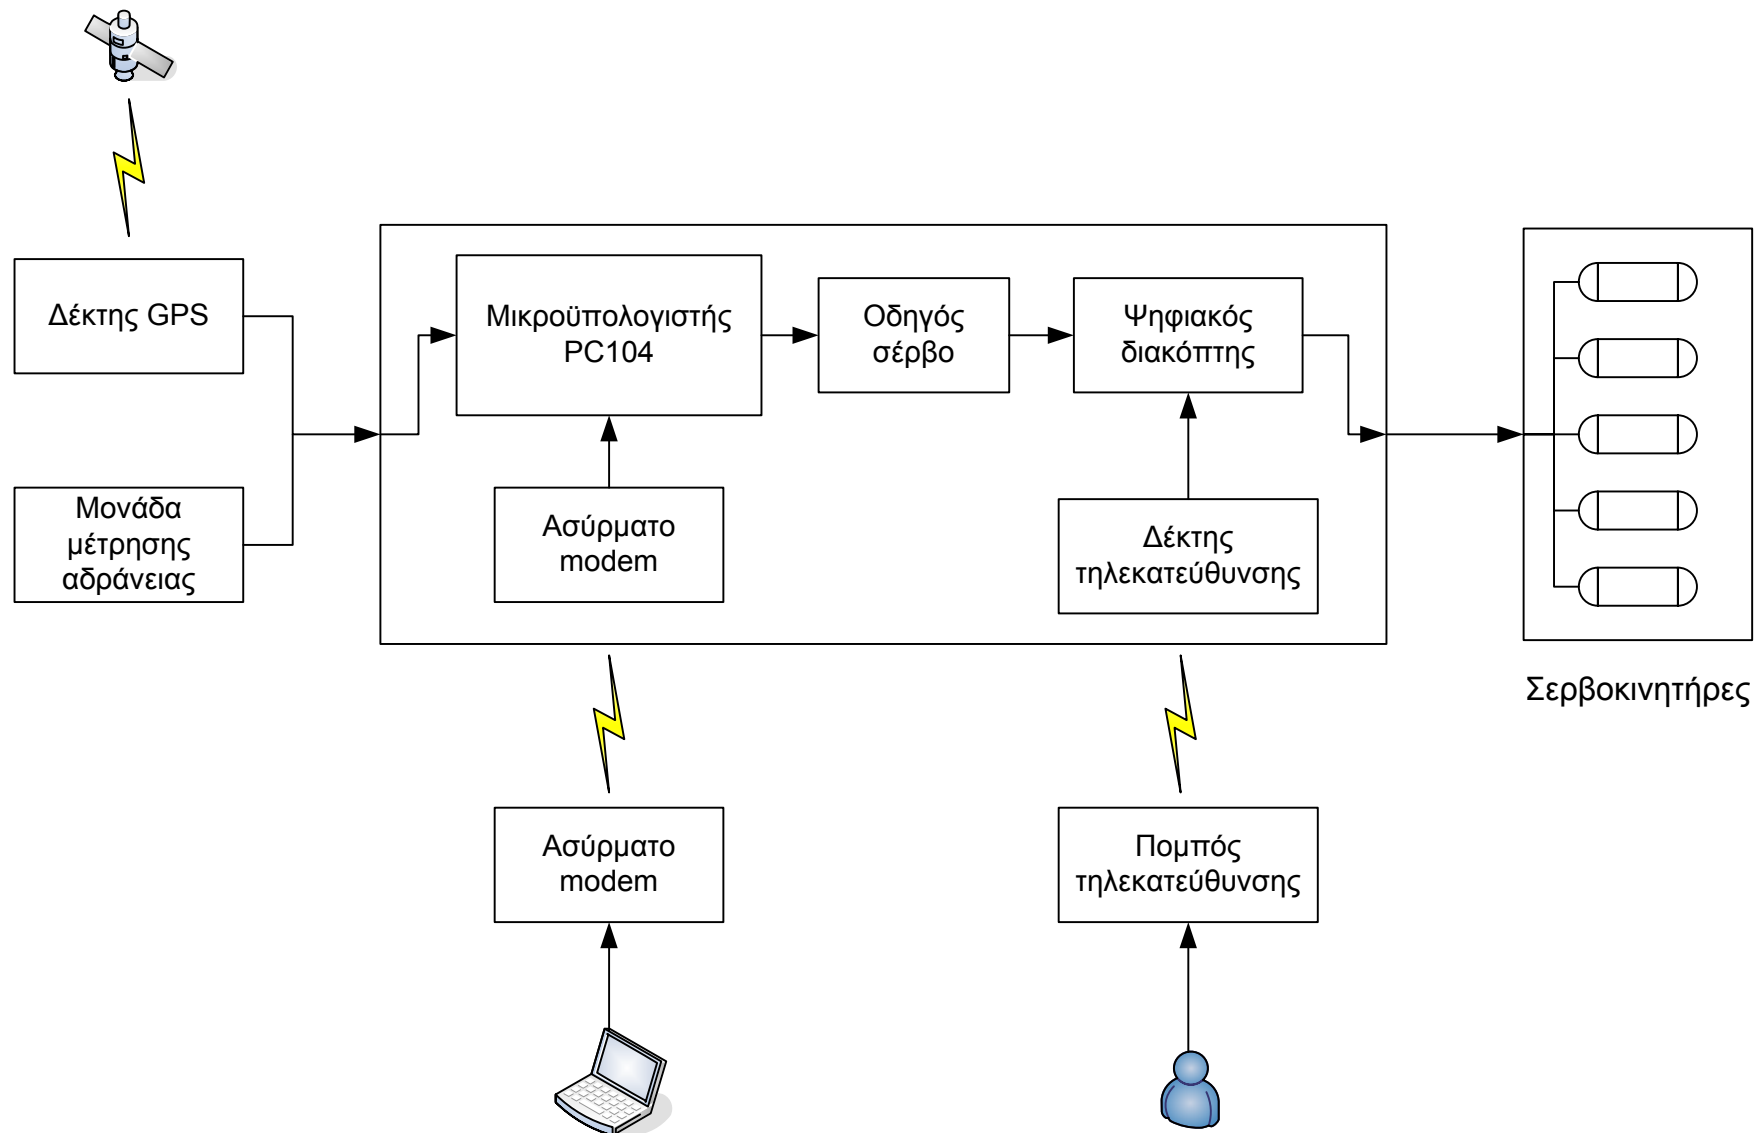 Δέκτης GPS
Μονάδα
μέτρησης
αδράνειας
Μικροϋπολογιστής
PC104
Οδηγός
σέρβο
Ψηφιακός
διακόπτης
Ασύρματο
modem
Δέκτης
τηλεκατεύθυνσης
Σερβοκινητήρες
Ασύρματο
modem
Πομπός
τηλεκατεύθυνσης